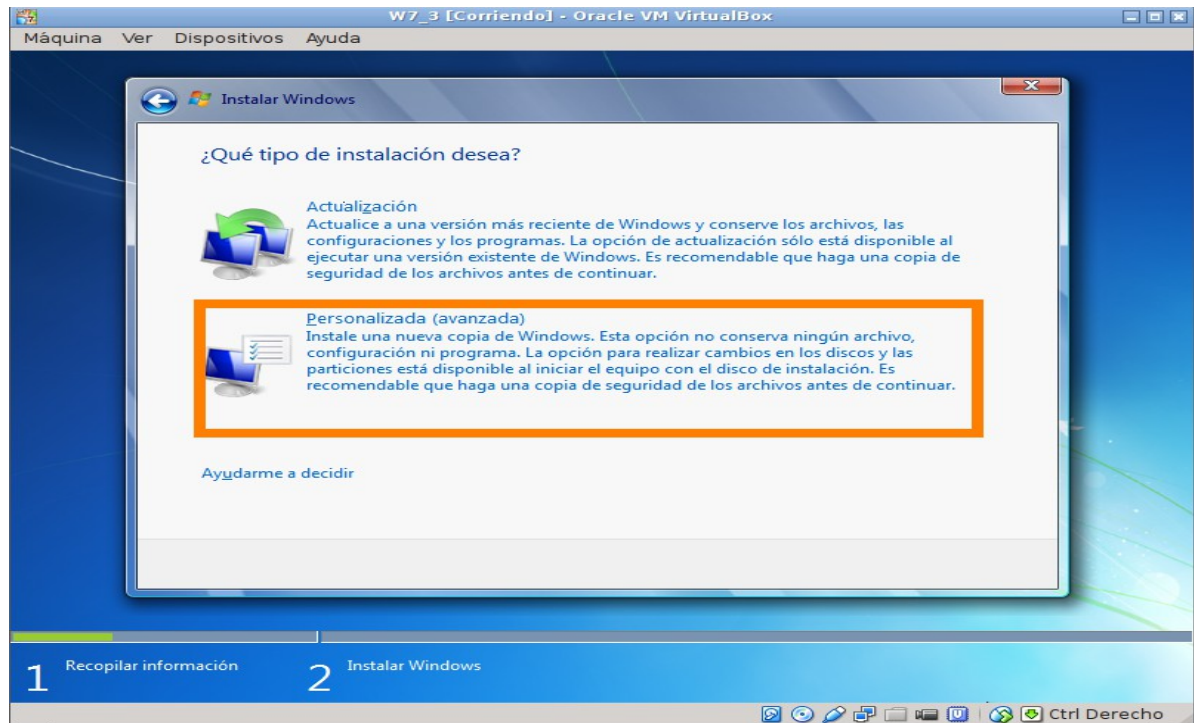 W7_3 [Corriendo] - Oracle VM VirtualBox
Máquina Ver Dispositivos Ayuda
Instalar Windows
¿Qué tipo de instalación desea?
Actualización
Actualice a una versión más reciente de Windows y conserve los archivos, las
configuraciones y los programas. La opción de actualización sólo está disponible al
ejecutar una versión existente de Windows. Es recomendable que haga una copia de
seguridad de los archivos antes de continuar.
Personalizada (avanzada)
Instale una nueva copia de Windows. Esta opción no conserva ningún archivo,
configuración ni programa. La opción para realizar cambios en los discos y las
particiones está disponible al iniciar el equipo con el disco de instalación. Es
recomendable que haga una copia de seguridad de los archivos antes de continuar.
Ayudarme a decidir
1 Recopilar información 2 Instalar Windows
Ctrl Derecho